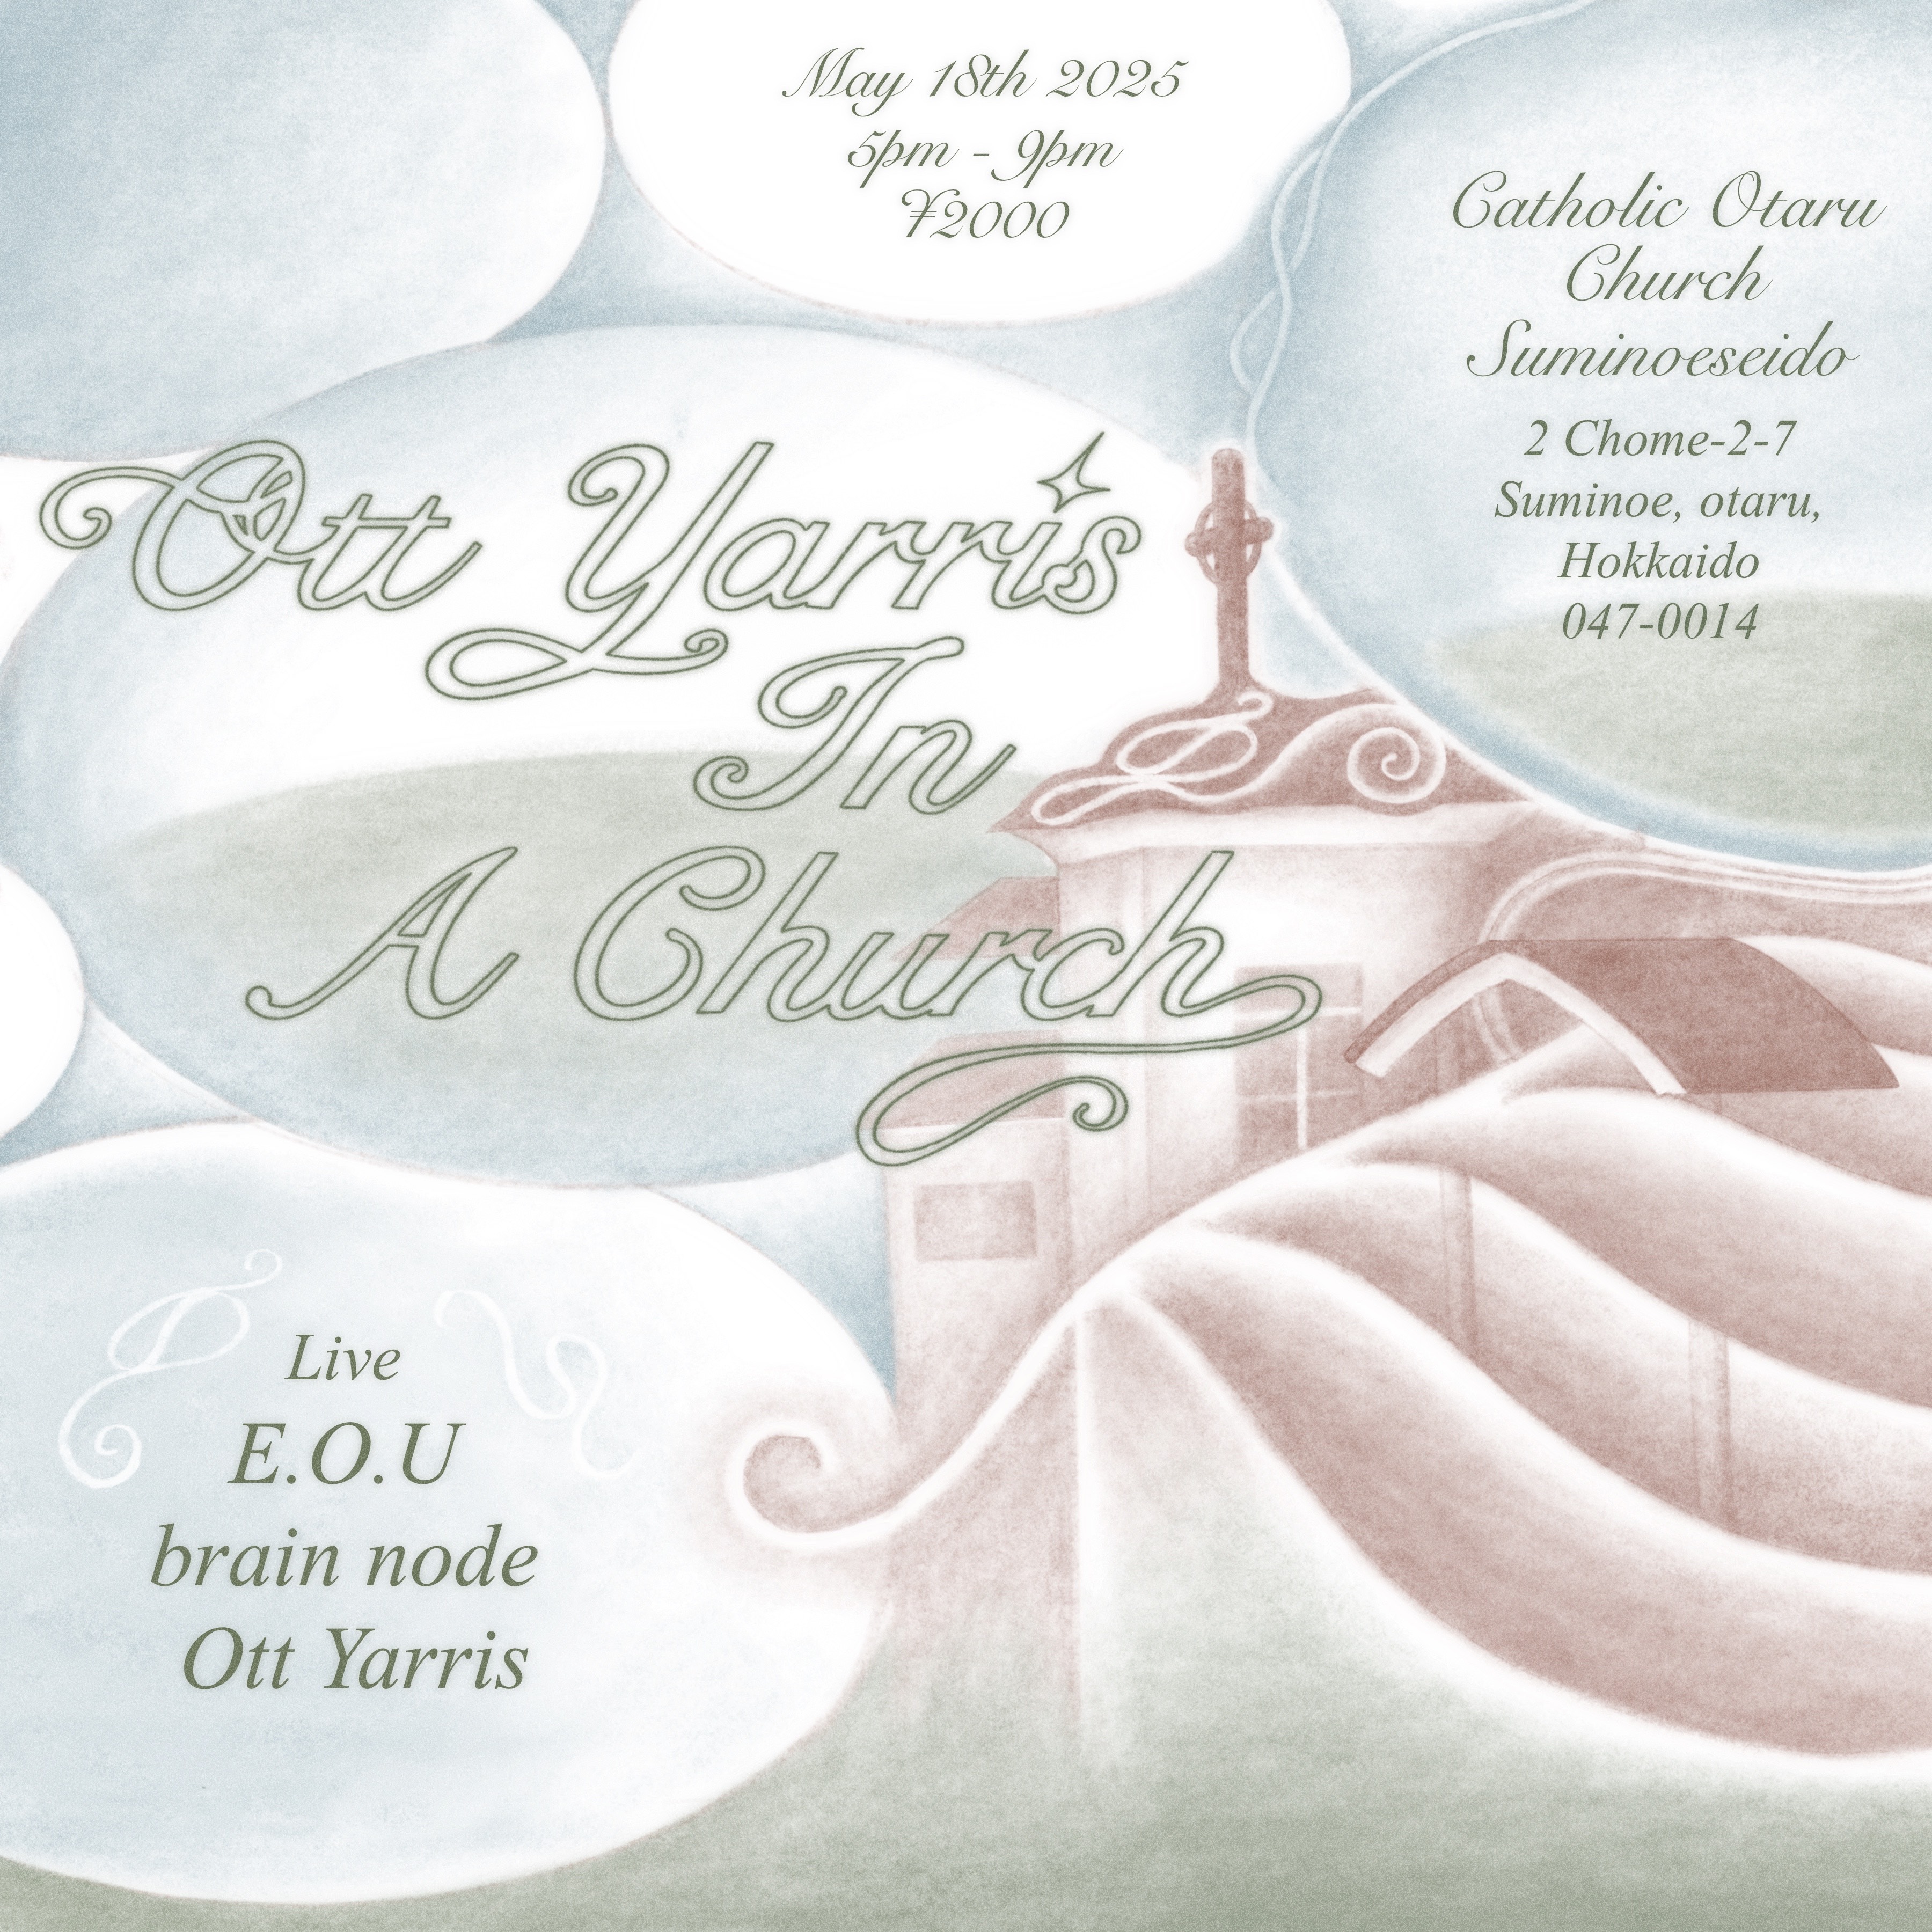 May 18th 2025
5pm - 9pm
¥2000
Catholic Otaru
Church
Suminoeseido
2 Chome-2-7
Suminoe, otaru,
Hokkaido
047-0014
Ott Yarris
In
A Church
Live
E.O.U
brain node
Ott Yarris